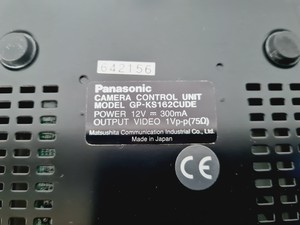 642156
Panasonic
CAMERA CONTROL UNIT
MODEL GP-KS162CUDE
POWER 12V ⎓ 300mA
OUTPUT VIDEO 1Vp-p(75Ω)
Matsushita Communication Industrial Co., Ltd.
Made in Japan
CE